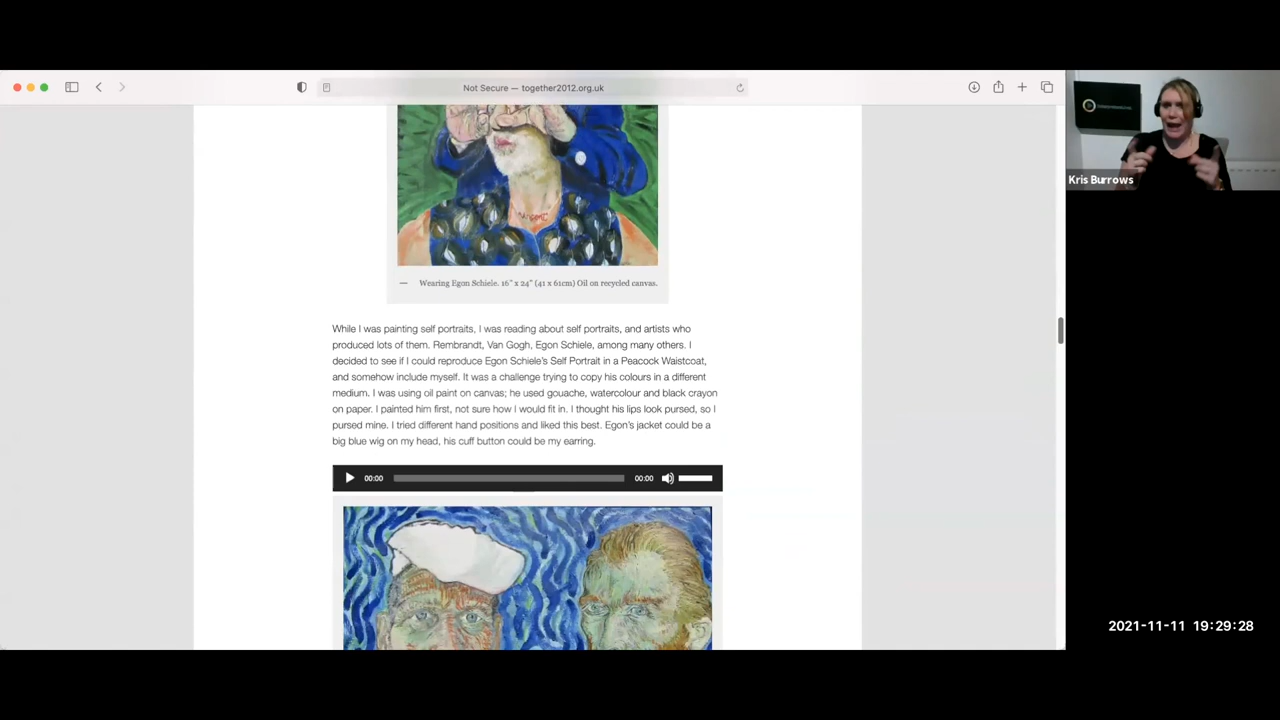 Not Secure — together2012.org.uk
Kris Burrows
— Wearing Egon Schiele. 16" x 24" (41 x 61cm) Oil on recycled canvas.
While I was painting self portraits, I was reading about self portraits, and artists who
produced lots of them. Rembrandt, Van Gogh, Egon Schiele, among many others. I
decided to see if I could reproduce Egon Schiele's Self Portrait in a Peacock Waistcoat,
and somehow include myself. It was a challenge trying to copy his colours in a different
medium. I was using oil paint on canvas; he used gouache, watercolour and black crayon
on paper. I painted him first, not sure how I would fit in. I thought his lips look pursed, so I
pursed mine. I tried different hand positions and liked this best. Egon's jacket could be a
big blue wig on my head, his cuff button could be my earring.
00:00 00:00
2021-11-11 19:29:28